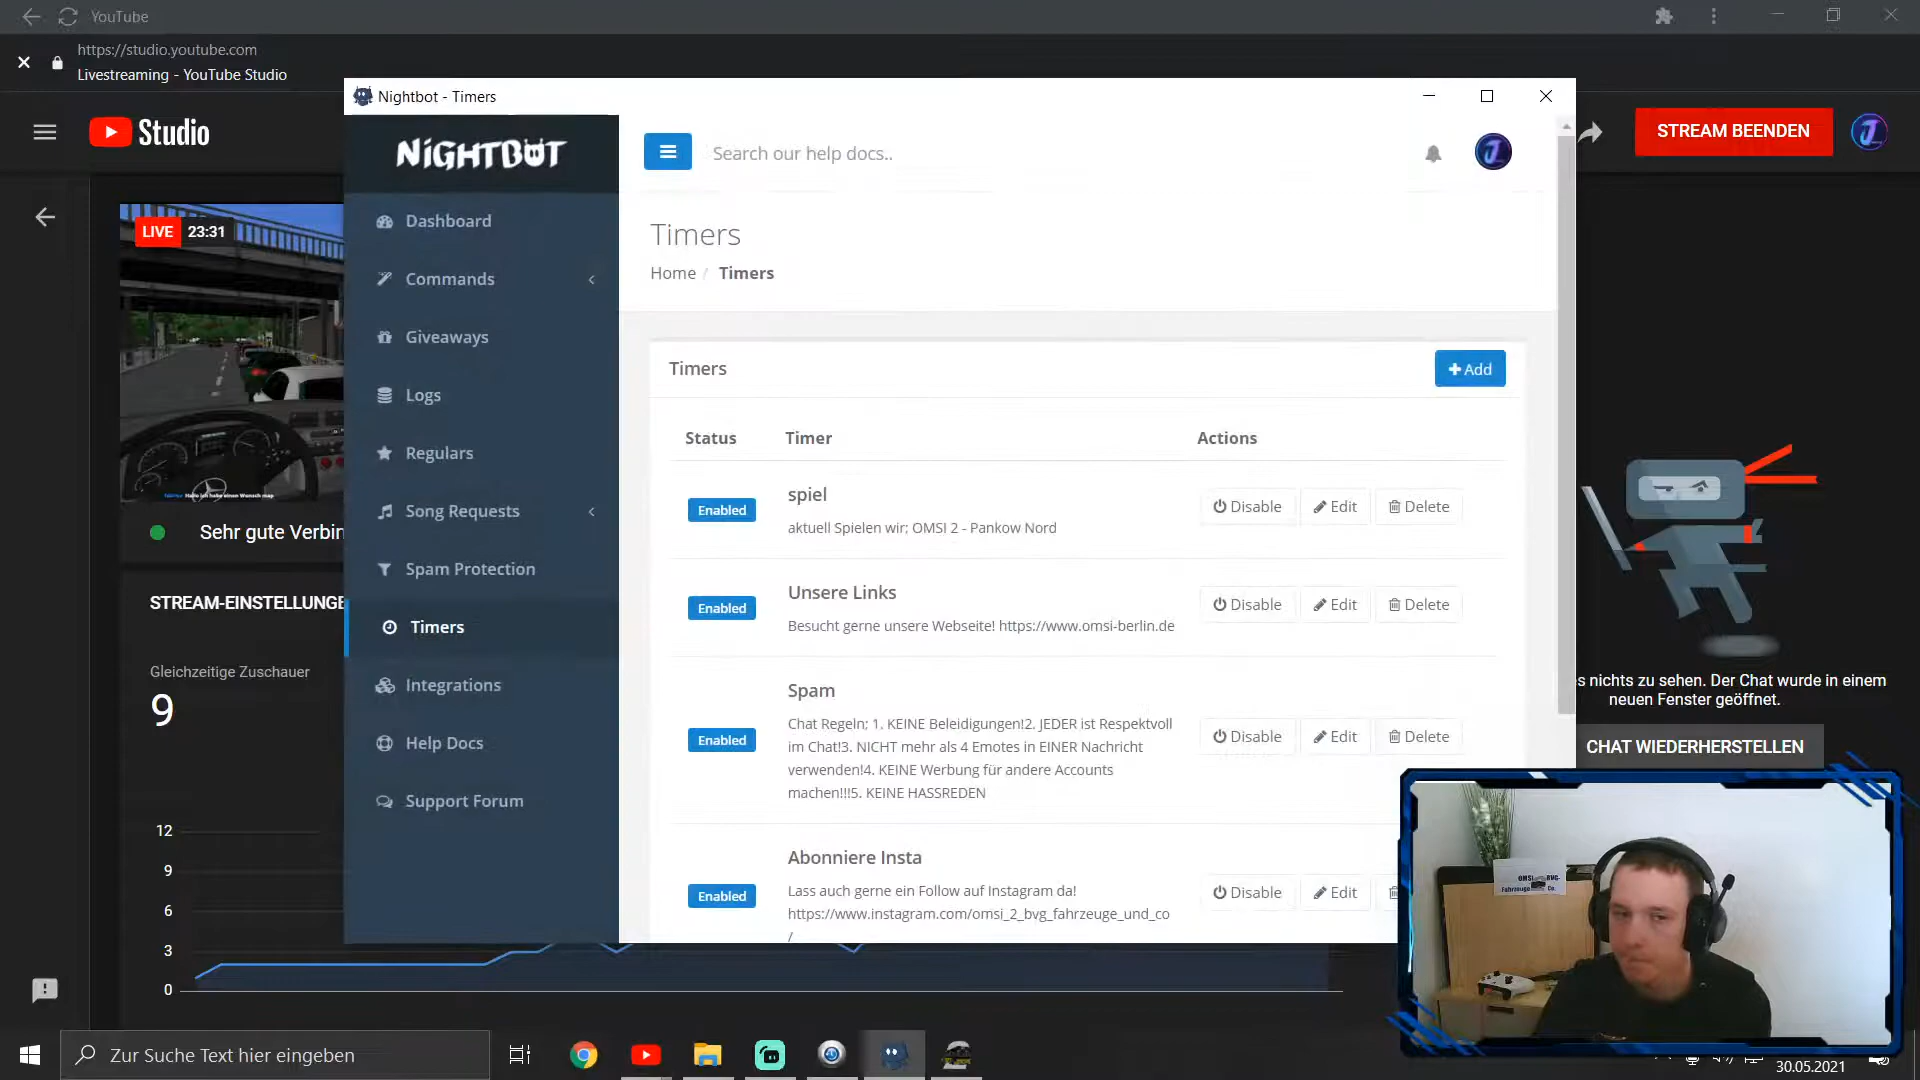 YouTube
https://studio.youtube.com
Livestreaming - YouTube Studio
Studio
STREAM BEENDEN
LIVE 23:31
Sehr gute Verbin
STREAM-EINSTELLUNGE
Gleichzeitige Zuschauer
9
12
9
6
3
0
Nightbot - Timers
NIGHTBOT
Dashboard
Commands
Giveaways
Logs
Regulars
Song Requests
Spam Protection
Timers
Integrations
Help Docs
Support Forum
Search our help docs..
Timers
Home / Timers
Timers
Add
Status Timer Actions
Enabled
spiel
aktuell Spielen wir; OMSI 2 - Pankow Nord
Disable Edit Delete
Enabled
Unsere Links
Besucht gerne unsere Webseite! https://www.omsi-berlin.de
Disable Edit Delete
Enabled
Spam
Chat Regeln; 1. KEINE Beleidigungen!2. JEDER ist Respektvoll
im Chat!3. NICHT mehr als 4 Emotes in EINER Nachricht
verwenden!4. KEINE Werbung für andere Accounts
machen!!!5. KEINE HASSREDEN
Disable Edit Delete
Enabled
Abonniere Insta
Lass auch gerne ein Follow auf Instagram da!
https://www.instagram.com/omsi_2_bvg_fahrzeuge_und_co
/
Disable Edit
s nichts zu sehen. Der Chat wurde in einem
neuen Fenster geöffnet.
CHAT WIEDERHERSTELLEN
Zur Suche Text hier eingeben
30.05.2021